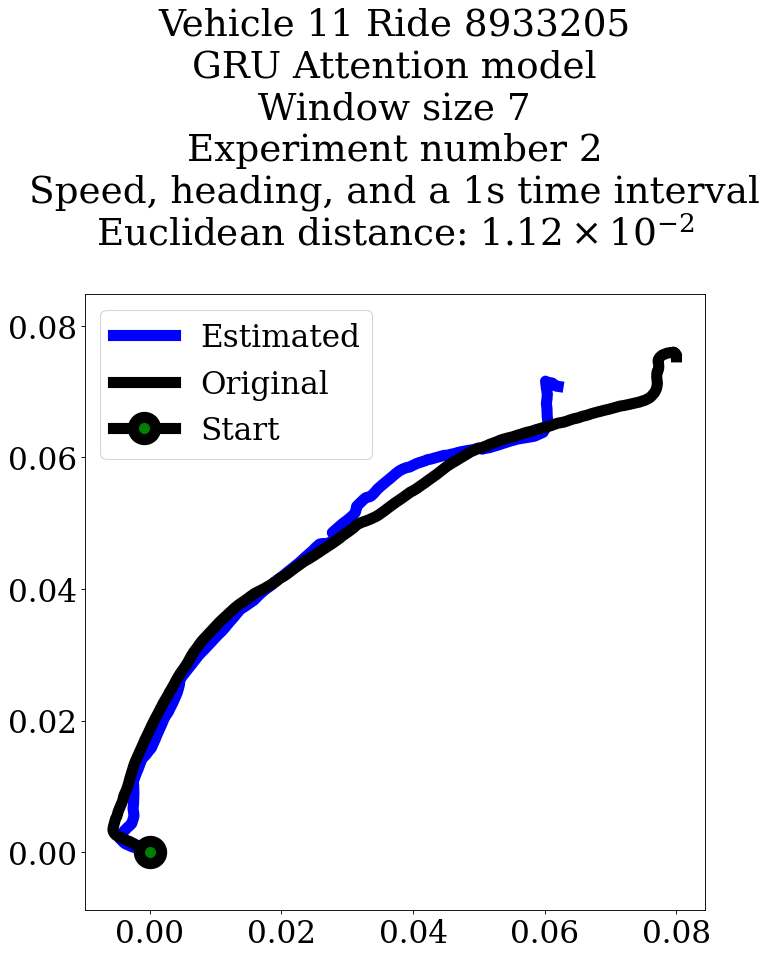 Vehicle 11 Ride 8933205
GRU Attention model
Window size 7
Experiment number 2
Speed, heading, and a 1s time interval
Euclidean distance: 1.12 × 10⁻²
Estimated
Original
Start
0.08
0.06
0.04
0.02
0.00
0.00 0.02 0.04 0.06 0.08